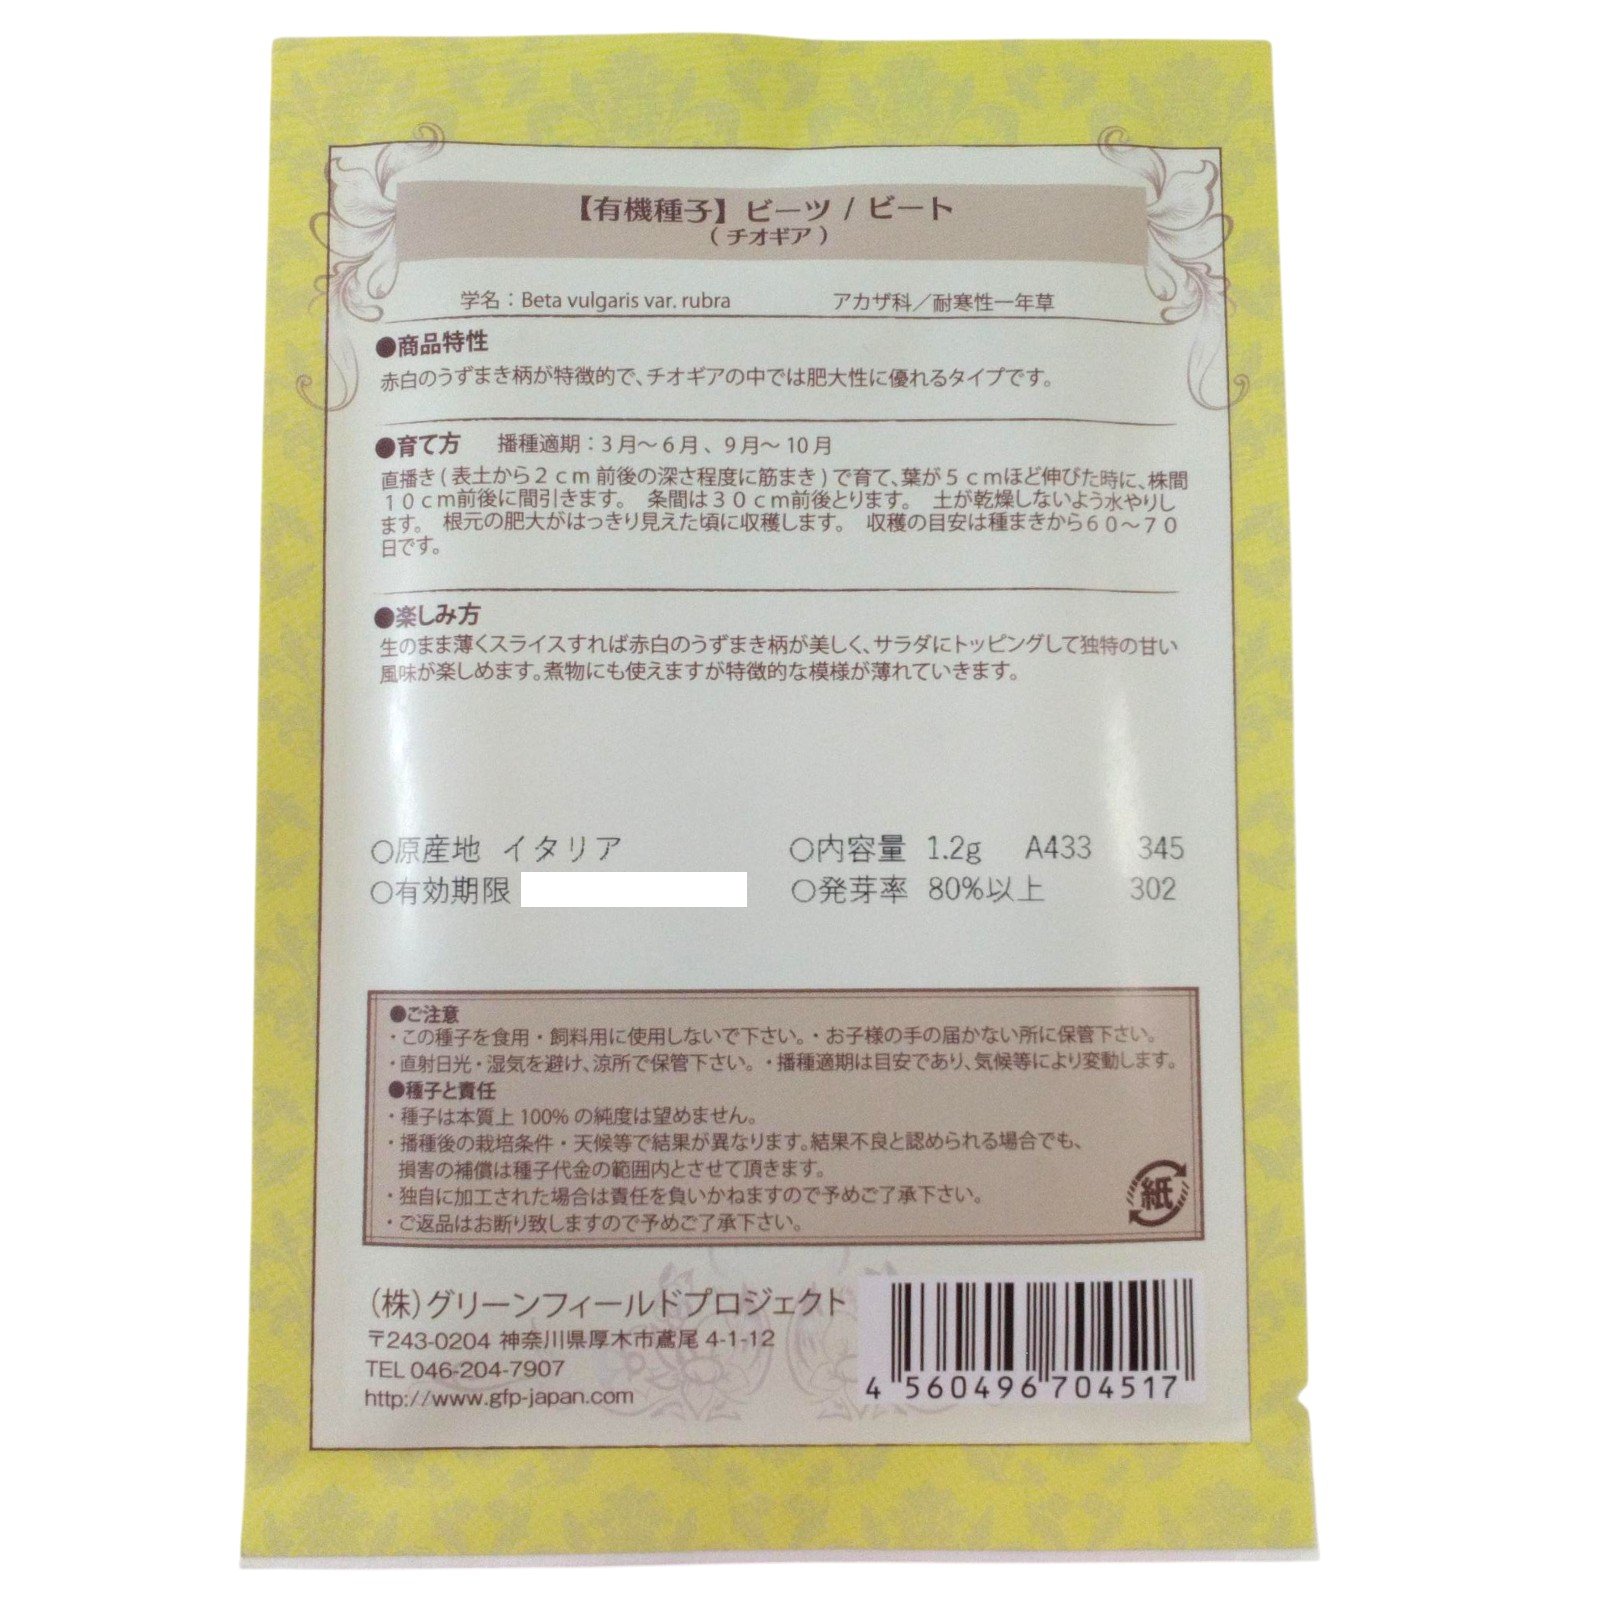 【有機種子】ビーツ / ビート
（チオギア）
学名：Beta vulgaris var. rubra　アカザ科／耐寒性一年草
●商品特性
赤白のうずまき柄が特徴的で、チオギアの中では肥大性に優れるタイプです。
●育て方　播種適期：3月～6月、9月～10月
直播き(表土から２ｃｍ前後の深さ程度に筋まき)で育て、葉が５ｃｍほど伸びた時に、株間
１０ｃｍ前後に間引きます。　条間は３０ｃｍ前後とります。　土が乾燥しないよう水やりし
ます。　根元の肥大がはっきり見えた頃に収穫します。　収穫の目安は種まきから６０～７０
日です。
●楽しみ方
生のまま薄くスライスすれば赤白のうずまき柄が美しく、サラダにトッピングして独特の甘い
風味が楽しめます。煮物にも使えますが特徴的な模様が薄れていきます。
○原産地 イタリア　○内容量 1.2g　A433　345
○有効期限　○発芽率 80%以上　302
●ご注意
・この種子を食用・飼料用に使用しないで下さい。・お子様の手の届かない所に保管下さい。
・直射日光・湿気を避け、涼所で保管下さい。・播種適期は目安であり、気候等により変動します。
●種子と責任
・種子は本質上 100% の純度は望めません。
・播種後の栽培条件・天候等で結果が異なります。結果不良と認められる場合でも、
損害の補償は種子代金の範囲内とさせて頂きます。
・独自に加工された場合は責任を負いかねますので予めご了承下さい。
・ご返品はお断り致しますので予めご了承下さい。
紙
（株）グリーンフィールドプロジェクト
〒243-0204 神奈川県厚木市鳶尾 4-1-12
TEL 046-204-7907
http://www.gfp-japan.com
4 560496 704517